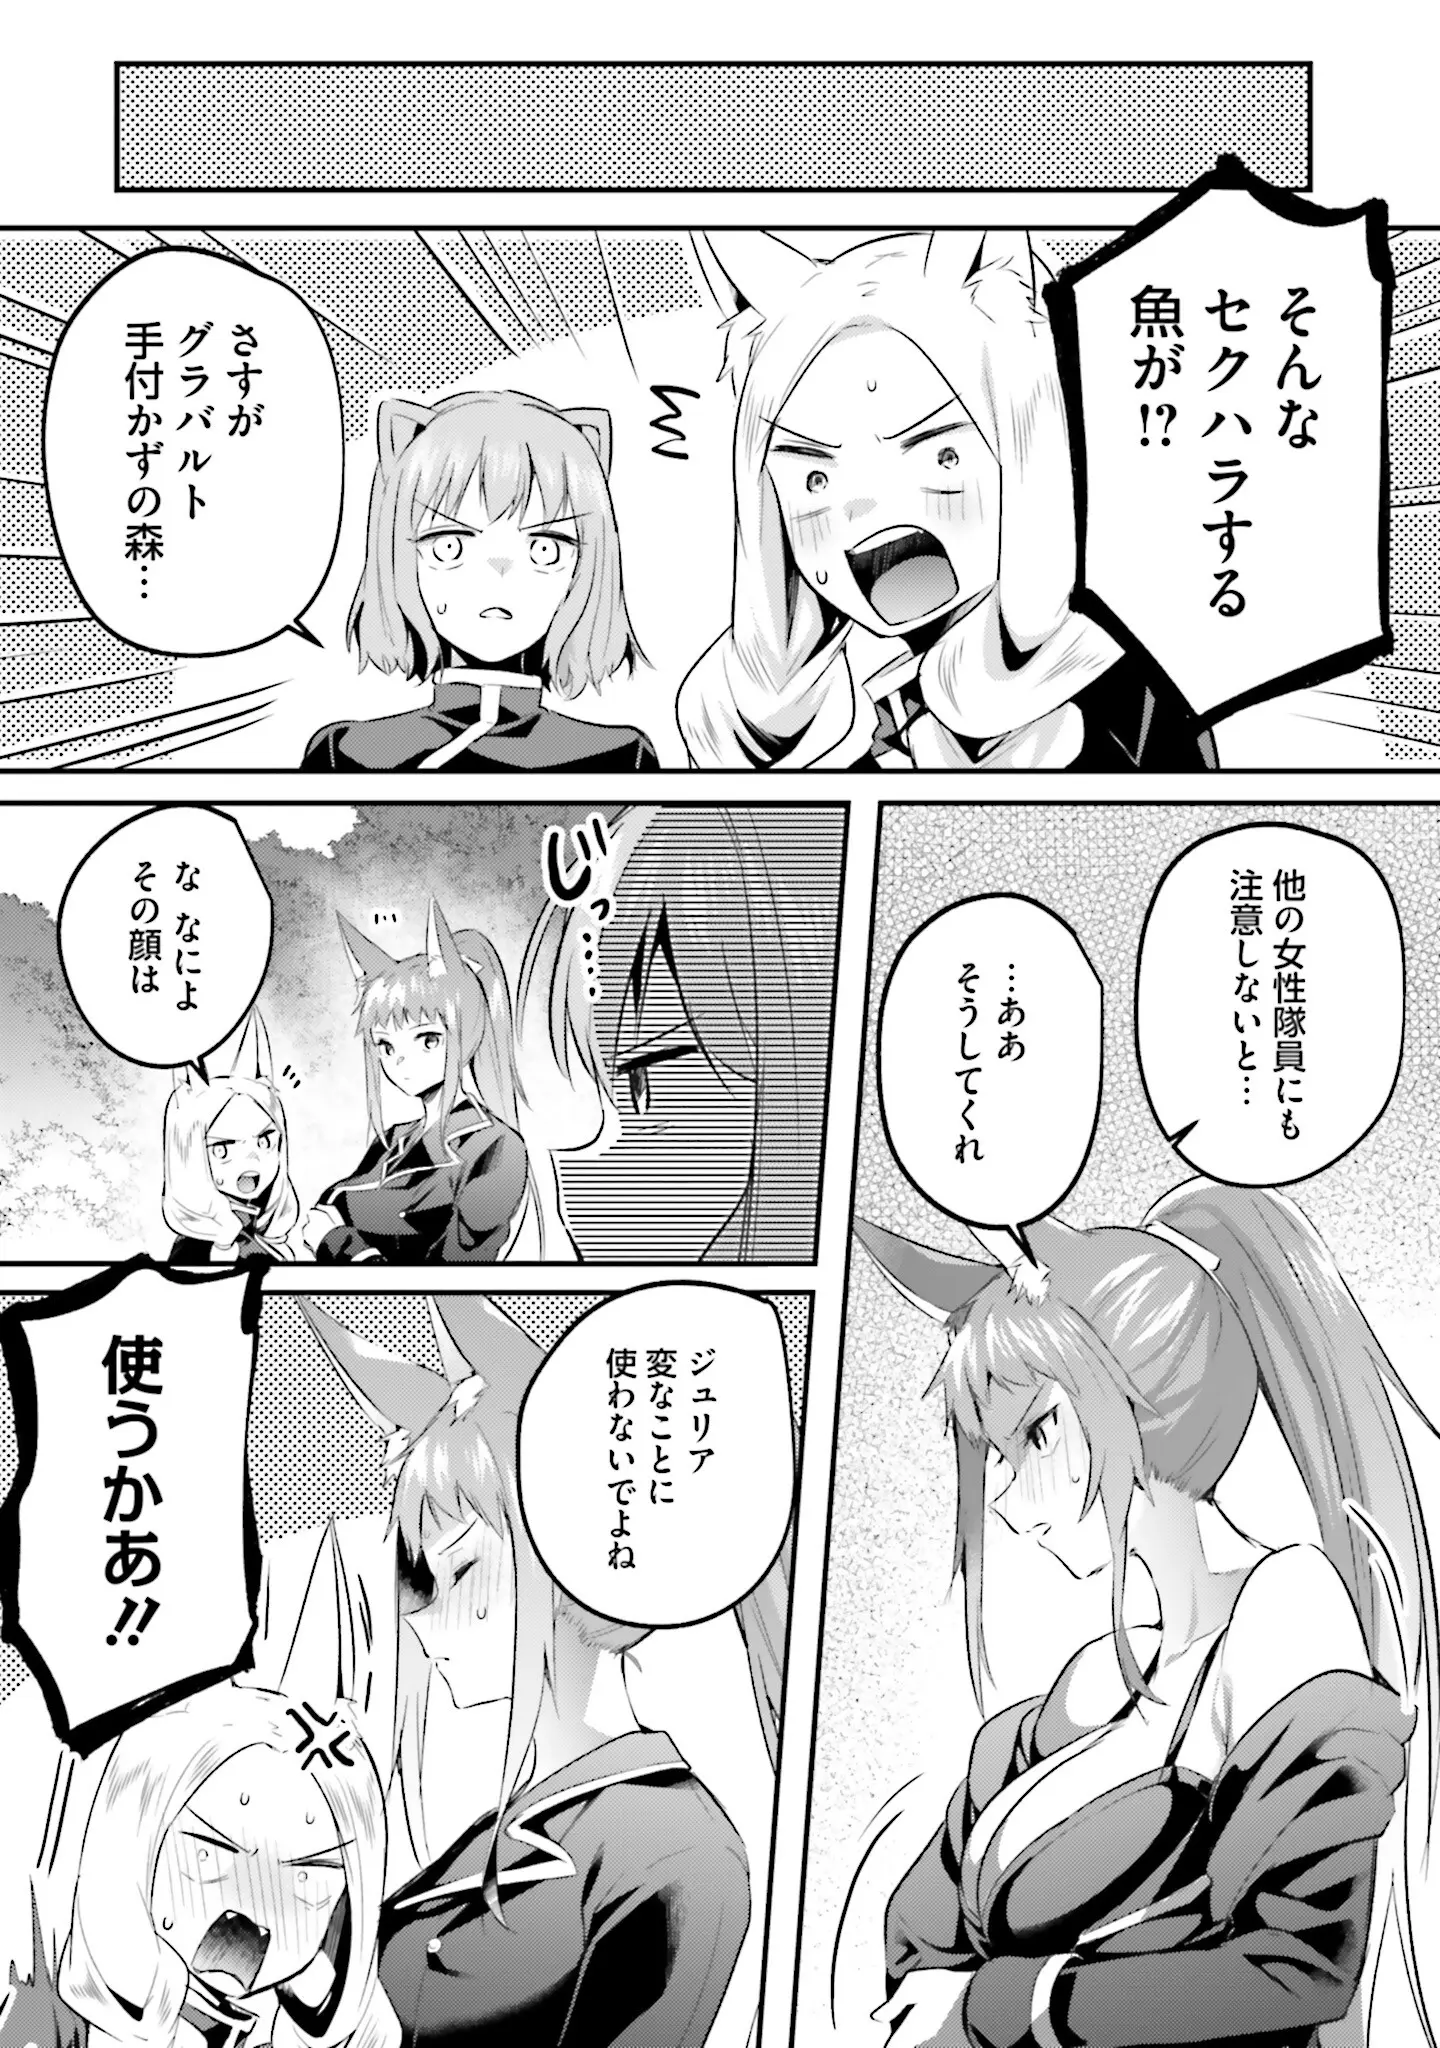 そんな
セクハラする
魚が!?
さすが
グラバルト
手付かずの森…
他の女性隊員にも
注意しないと…
…ああ
そうしてくれ
じとっ…
な なによ
その顔は
ジュリア
変なことに
使わないでよね
使うかあ!!